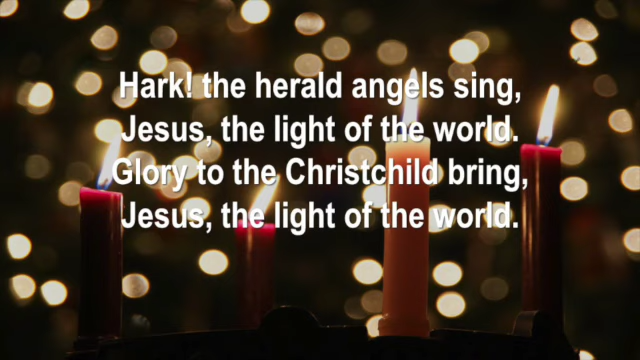 Hark! the herald angels sing,
Jesus, the light of the world.
Glory to the Christchild bring,
Jesus, the light of the world.